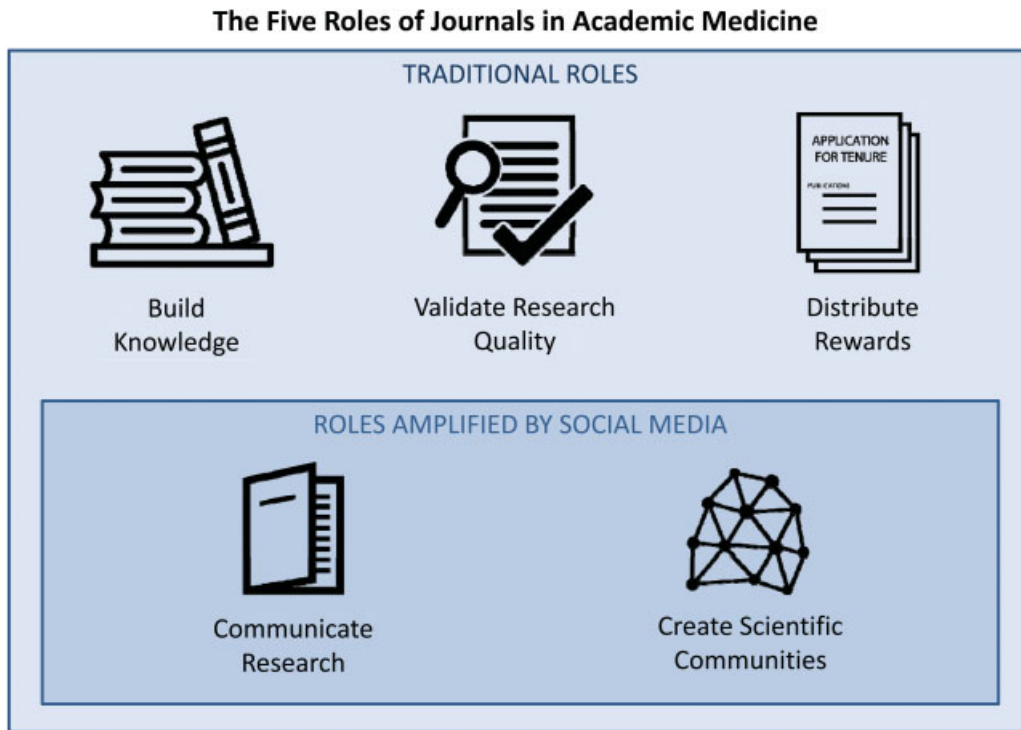 The Five Roles of Journals in Academic Medicine
TRADITIONAL ROLES
APPLICATION
FOR TENURE
PUBLICATIONS
Build
Knowledge
Validate Research
Quality
Distribute
Rewards
ROLES AMPLIFIED BY SOCIAL MEDIA
Communicate
Research
Create Scientific
Communities